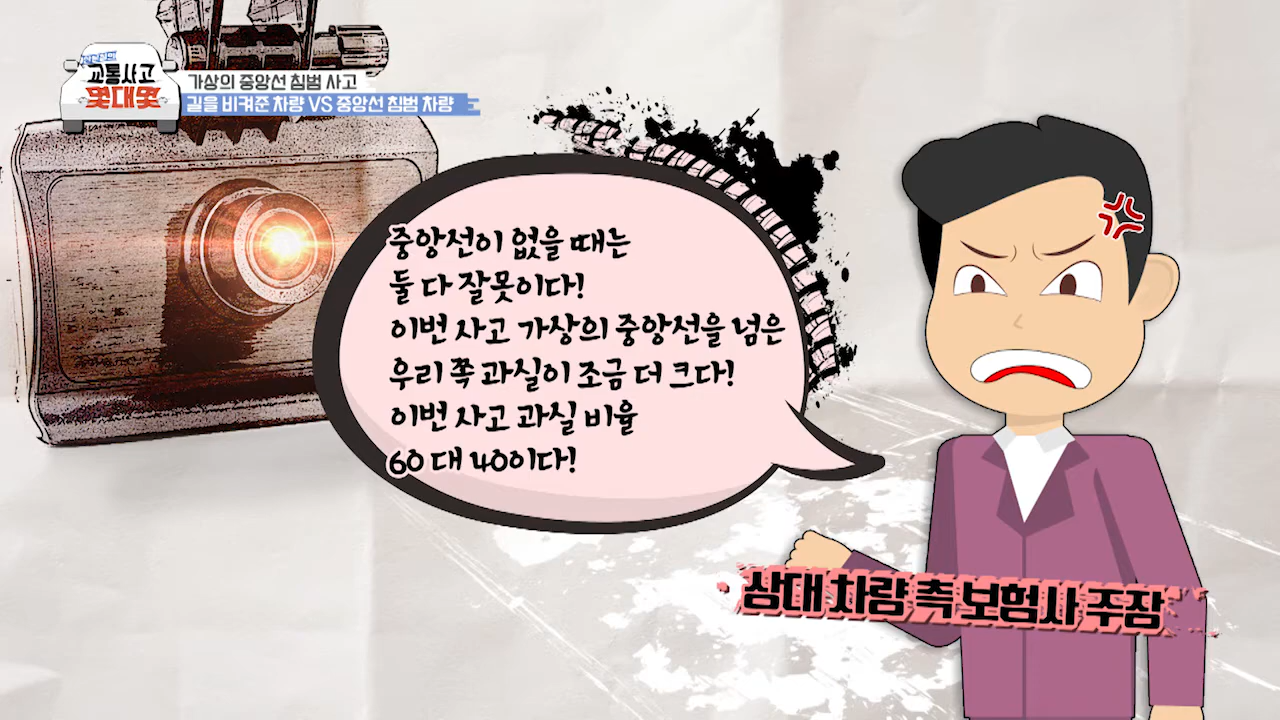 교통사고
몇대몇
가상의 중앙선 침범 사고
길을 비켜준 차량 VS 중앙선 침범 차량
중앙선이 없을 때는
둘 다 잘못이다!
이번 사고 가상의 중앙선을 넘은
우리 쪽 과실이 조금 더 크다!
이번 사고 과실 비율
60 대 40이다!
상대 차량 측 보험사 주장